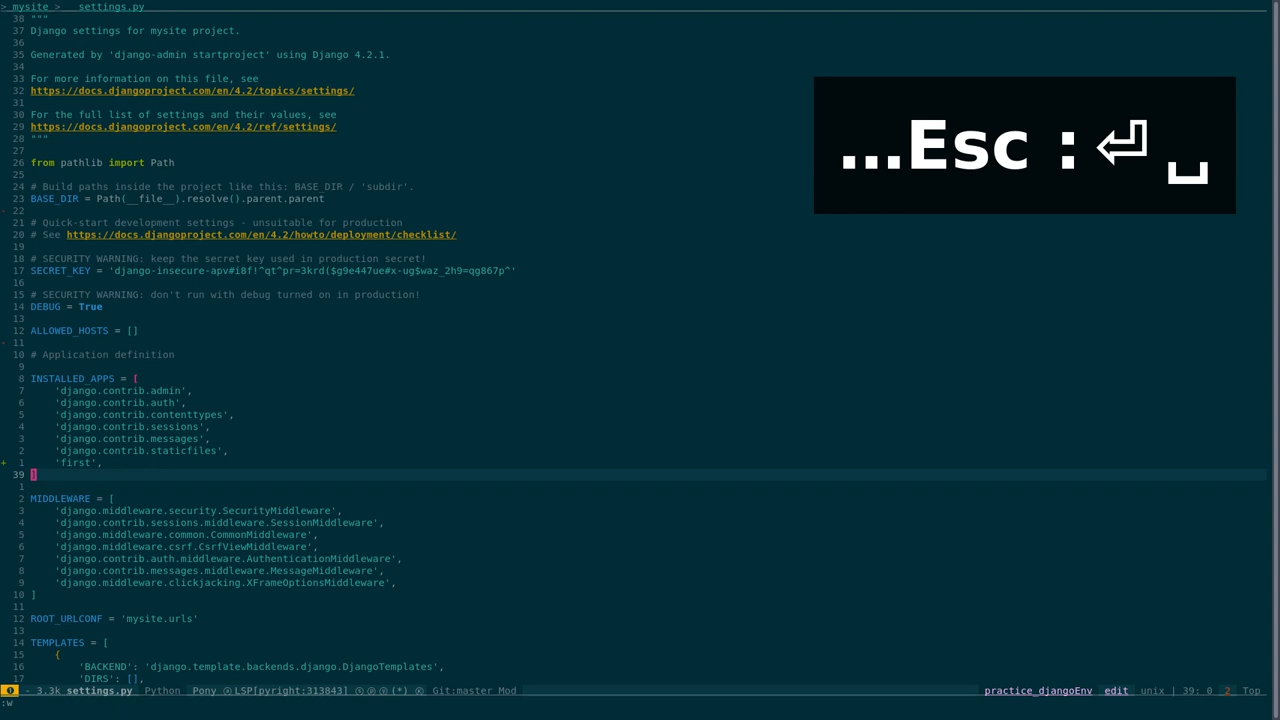 > mysite >   settings.py
38 """
37 Django settings for mysite project.
36
35 Generated by 'django-admin startproject' using Django 4.2.1.
34
33 For more information on this file, see
32 https://docs.djangoproject.com/en/4.2/topics/settings/
31
30 For the full list of settings and their values, see
29 https://docs.djangoproject.com/en/4.2/ref/settings/
28 """
27
26 from pathlib import Path
25
24 # Build paths inside the project like this: BASE_DIR / 'subdir'.
23 BASE_DIR = Path(__file__).resolve().parent.parent
- 22
21 # Quick-start development settings - unsuitable for production
20 # See https://docs.djangoproject.com/en/4.2/howto/deployment/checklist/
19
18 # SECURITY WARNING: keep the secret key used in production secret!
17 SECRET_KEY = 'django-insecure-apv#i8f!^qt^pr=3krd($g9e447ue#x-ug$waz_2h9=qg867p^'
16
15 # SECURITY WARNING: don't run with debug turned on in production!
14 DEBUG = True
13
12 ALLOWED_HOSTS = []
- 11
10 # Application definition
9
8 INSTALLED_APPS = [
7     'django.contrib.admin',
6     'django.contrib.auth',
5     'django.contrib.contenttypes',
4     'django.contrib.sessions',
3     'django.contrib.messages',
2     'django.contrib.staticfiles',
+ 1     'first',
39 ]
1
2 MIDDLEWARE = [
3     'django.middleware.security.SecurityMiddleware',
4     'django.contrib.sessions.middleware.SessionMiddleware',
5     'django.middleware.common.CommonMiddleware',
6     'django.middleware.csrf.CsrfViewMiddleware',
7     'django.contrib.auth.middleware.AuthenticationMiddleware',
8     'django.contrib.messages.middleware.MessageMiddleware',
9     'django.middleware.clickjacking.XFrameOptionsMiddleware',
10 ]
11
12 ROOT_URLCONF = 'mysite.urls'
13
14 TEMPLATES = [
15     {
16         'BACKEND': 'django.template.backends.django.DjangoTemplates',
17         'DIRS': [],
- 3.3k settings.py  Python  Pony LSP[pyright:313843] (*) Git:master Mod practice_djangoEnv edit unix | 39: 0 2 Top
:w
...Esc :⏎ ␣